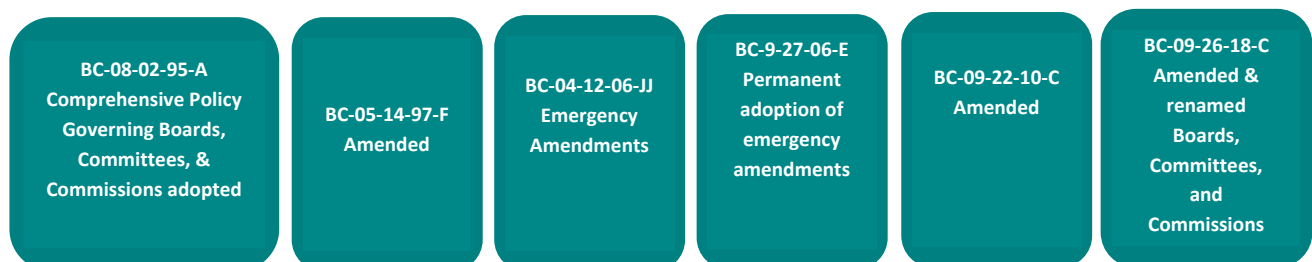 BC-08-02-95-A
Comprehensive Policy
Governing Boards,
Committees, &
Commissions adopted
BC-05-14-97-F
Amended
BC-04-12-06-JJ
Emergency
Amendments
BC-9-27-06-E
Permanent
adoption of
emergency
amendments
BC-09-22-10-C
Amended
BC-09-26-18-C
Amended &
renamed
Boards,
Committees,
and
Commissions